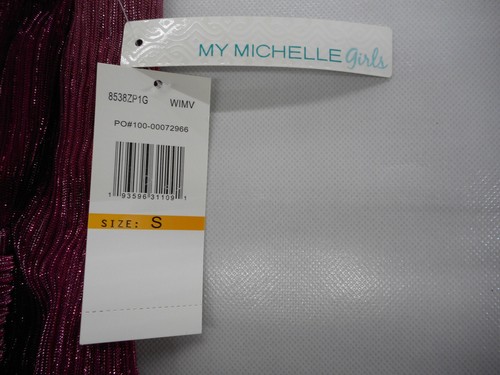 MY MICHELLE girls
8538ZP1G WIMV
PO#100-00072966
1 93596 31109 1
SIZE: S